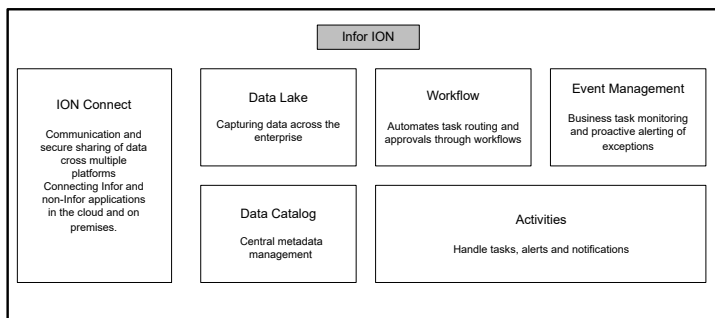 Infor ION
ION Connect
Communication and
secure sharing of data
cross multiple
platforms
Connecting Infor and
non-Infor applications
in the cloud and on
premises.
Data Lake
Capturing data across the
enterprise
Workflow
Automates task routing and
approvals through workflows
Event Management
Business task monitoring
and proactive alerting of
exceptions
Data Catalog
Central metadata
management
Activities
Handle tasks, alerts and notifications